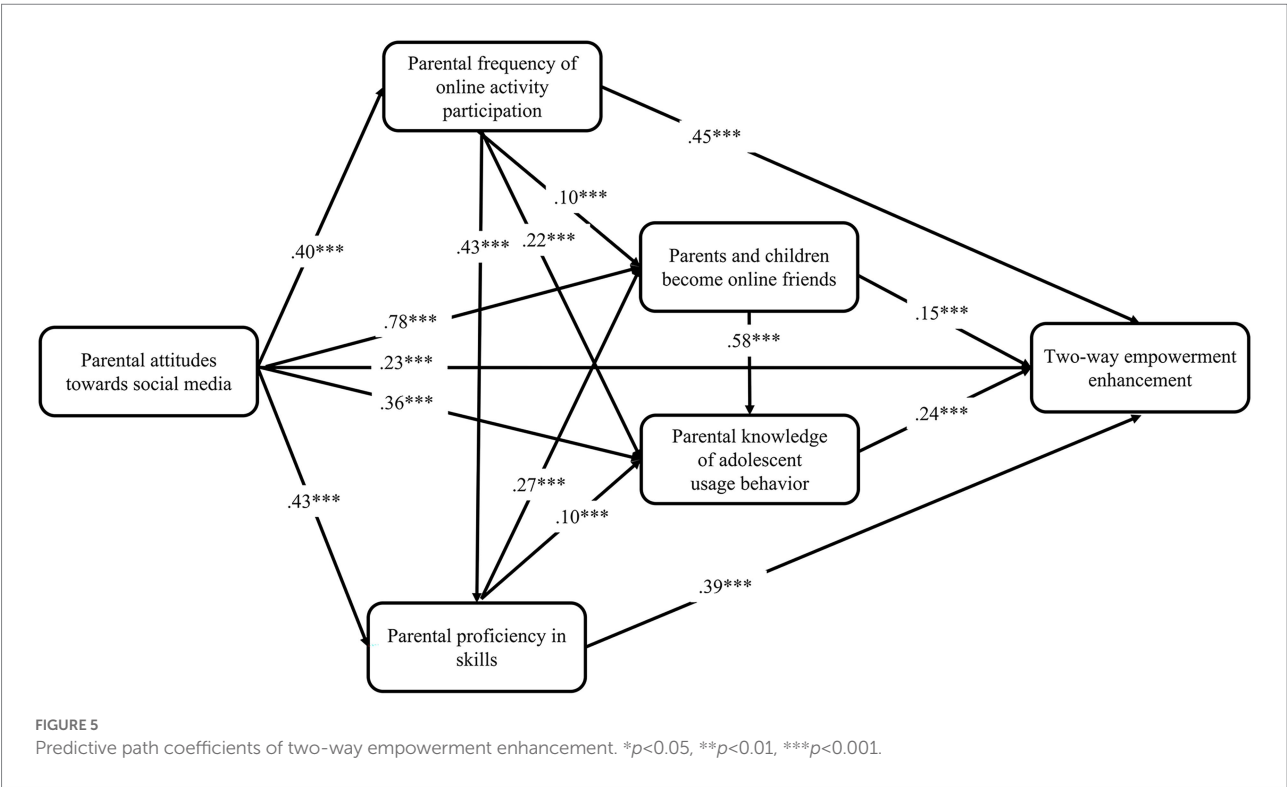 Parental frequency of
online activity
participation
.45***
.10***
.40***
.43***
.22***
Parents and children
become online friends
.78***
.15***
.58***
Parental attitudes
towards social media
.23***
Two-way empowerment
enhancement
.36***
.24***
Parental knowledge
of adolescent
usage behavior
.43***
.27***
.10***
.39***
Parental proficiency in
skills
FIGURE 5
Predictive path coefficients of two-way empowerment enhancement. *p<0.05, **p<0.01, ***p<0.001.